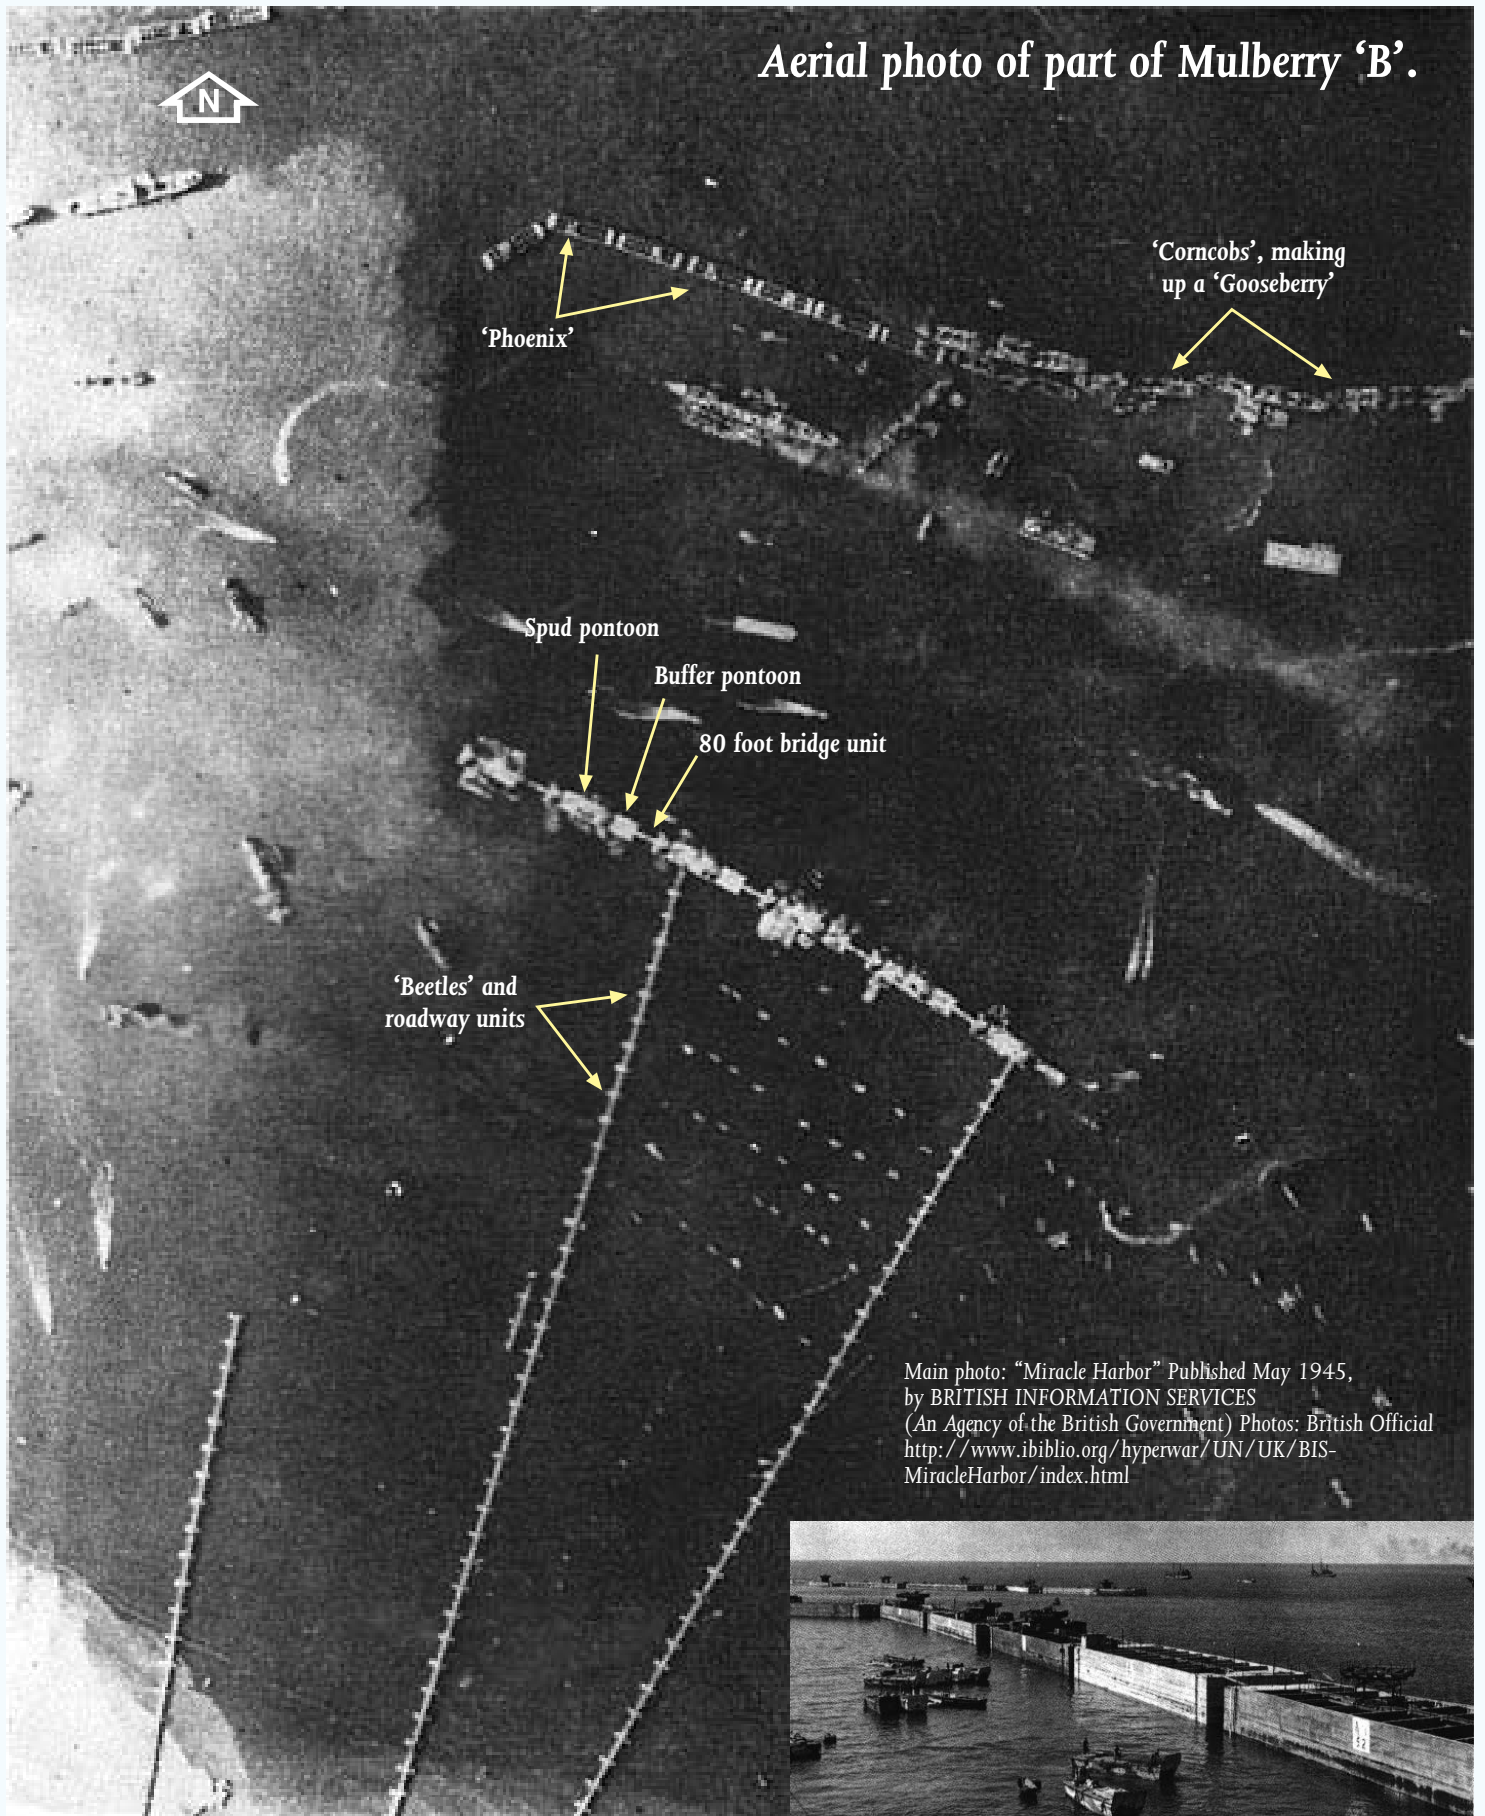 Aerial photo of part of Mulberry ‘B’.
N
‘Corncobs’, making
up a ‘Gooseberry’
‘Phoenix’
Spud pontoon
Buffer pontoon
80 foot bridge unit
‘Beetles’ and
roadway units
Main photo: “Miracle Harbor” Published May 1945,
by BRITISH INFORMATION SERVICES
(An Agency of the British Government) Photos: British Official
http://www.ibiblio.org/hyperwar/UN/UK/BIS-
MiracleHarbor/index.html